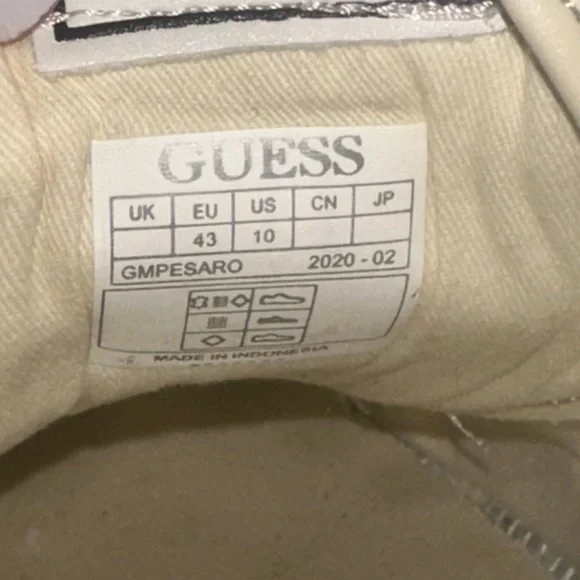 GUESS
UK EU US CN JP
43 10
GMPESARO 2020 - 02
MADE IN INDONESIA